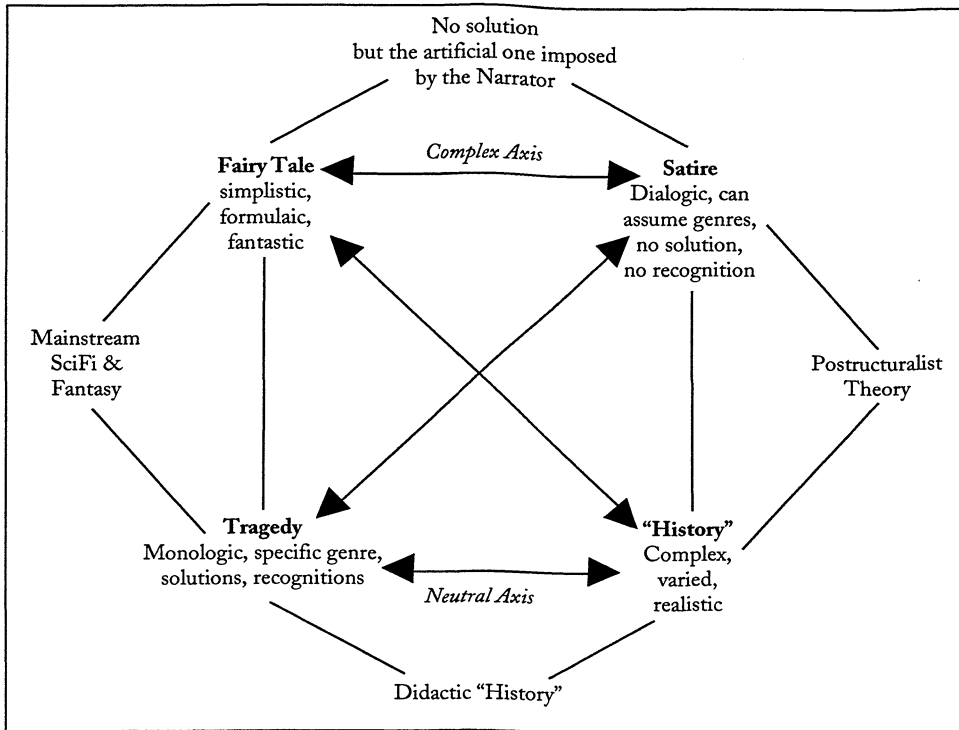 No solution
but the artificial one imposed
by the Narrator
Fairy Tale
simplistic,
formulaic,
fantastic
Complex Axis
Satire
Dialogic, can
assume genres,
no solution,
no recognition
Mainstream
SciFi &
Fantasy
Postructuralist
Theory
Tragedy
Monologic, specific genre,
solutions, recognitions
Neutral Axis
“History”
Complex,
varied,
realistic
Didactic “History”